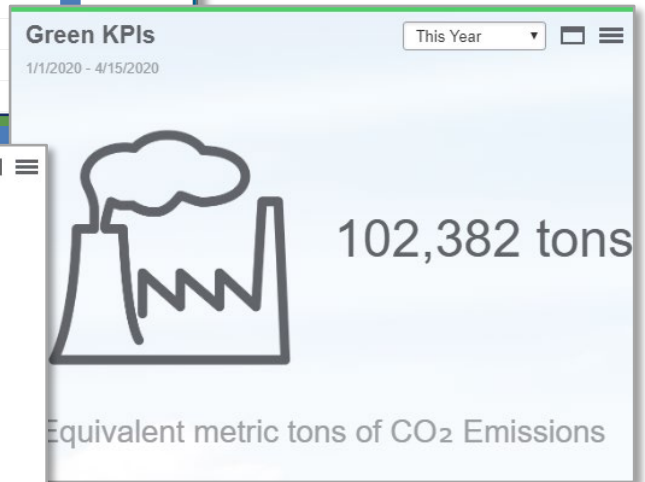 Green KPIs
This Year
1/1/2020 - 4/15/2020
102,382 tons
Equivalent metric tons of CO₂ Emissions